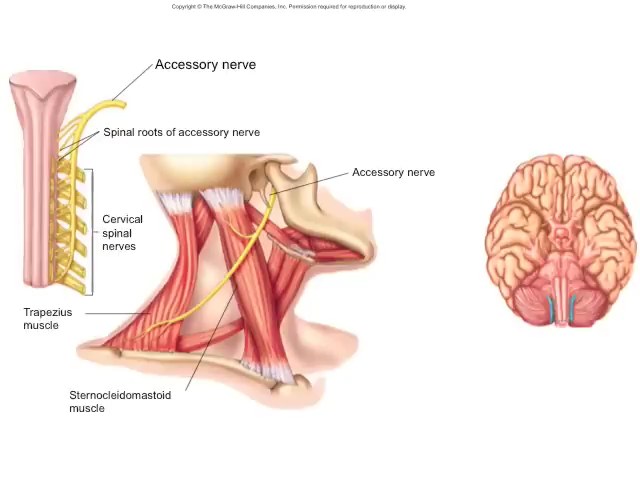 Copyright © The McGraw-Hill Companies, Inc. Permission required for reproduction or display.
Accessory nerve
Spinal roots of accessory nerve
Accessory nerve
Cervical
spinal
nerves
Trapezius
muscle
Sternocleidomastoid
muscle